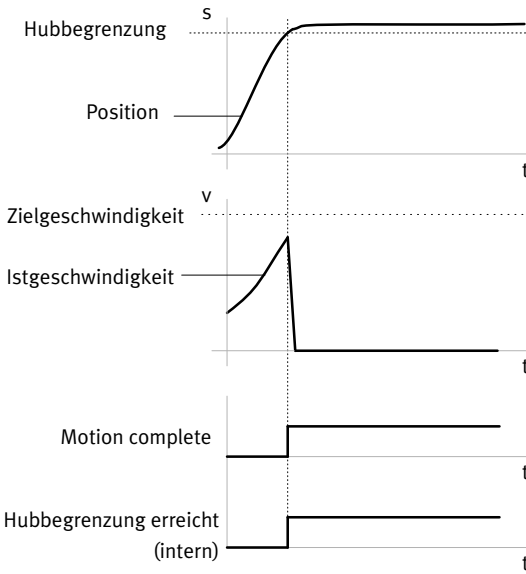 s
Hubbegrenzung
Position
t
v
Zielgeschwindigkeit
Istgeschwindigkeit
t
Motion complete
t
Hubbegrenzung erreicht
(intern)
t